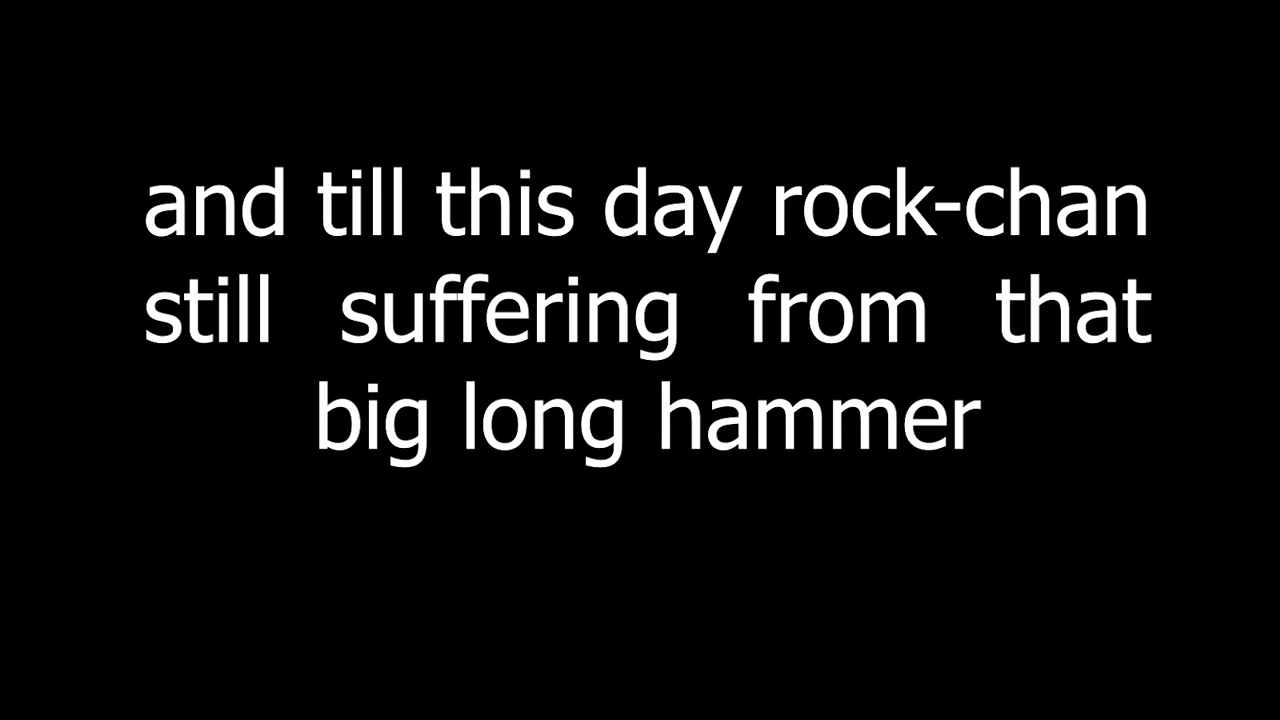 and till this day rock-chan
still suffering from that
big long hammer